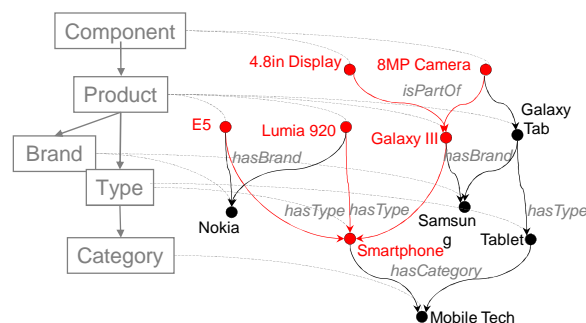 Component
4.8in Display
8MP Camera
isPartOf
Product
Galaxy
Tab
E5
Lumia 920
Galaxy III
Brand
hasBrand
hasBrand
Type
Nokia
hasType
hasType
Samsun
g
hasType
Smartphone
Tablet
Category
hasCategory
Mobile Tech